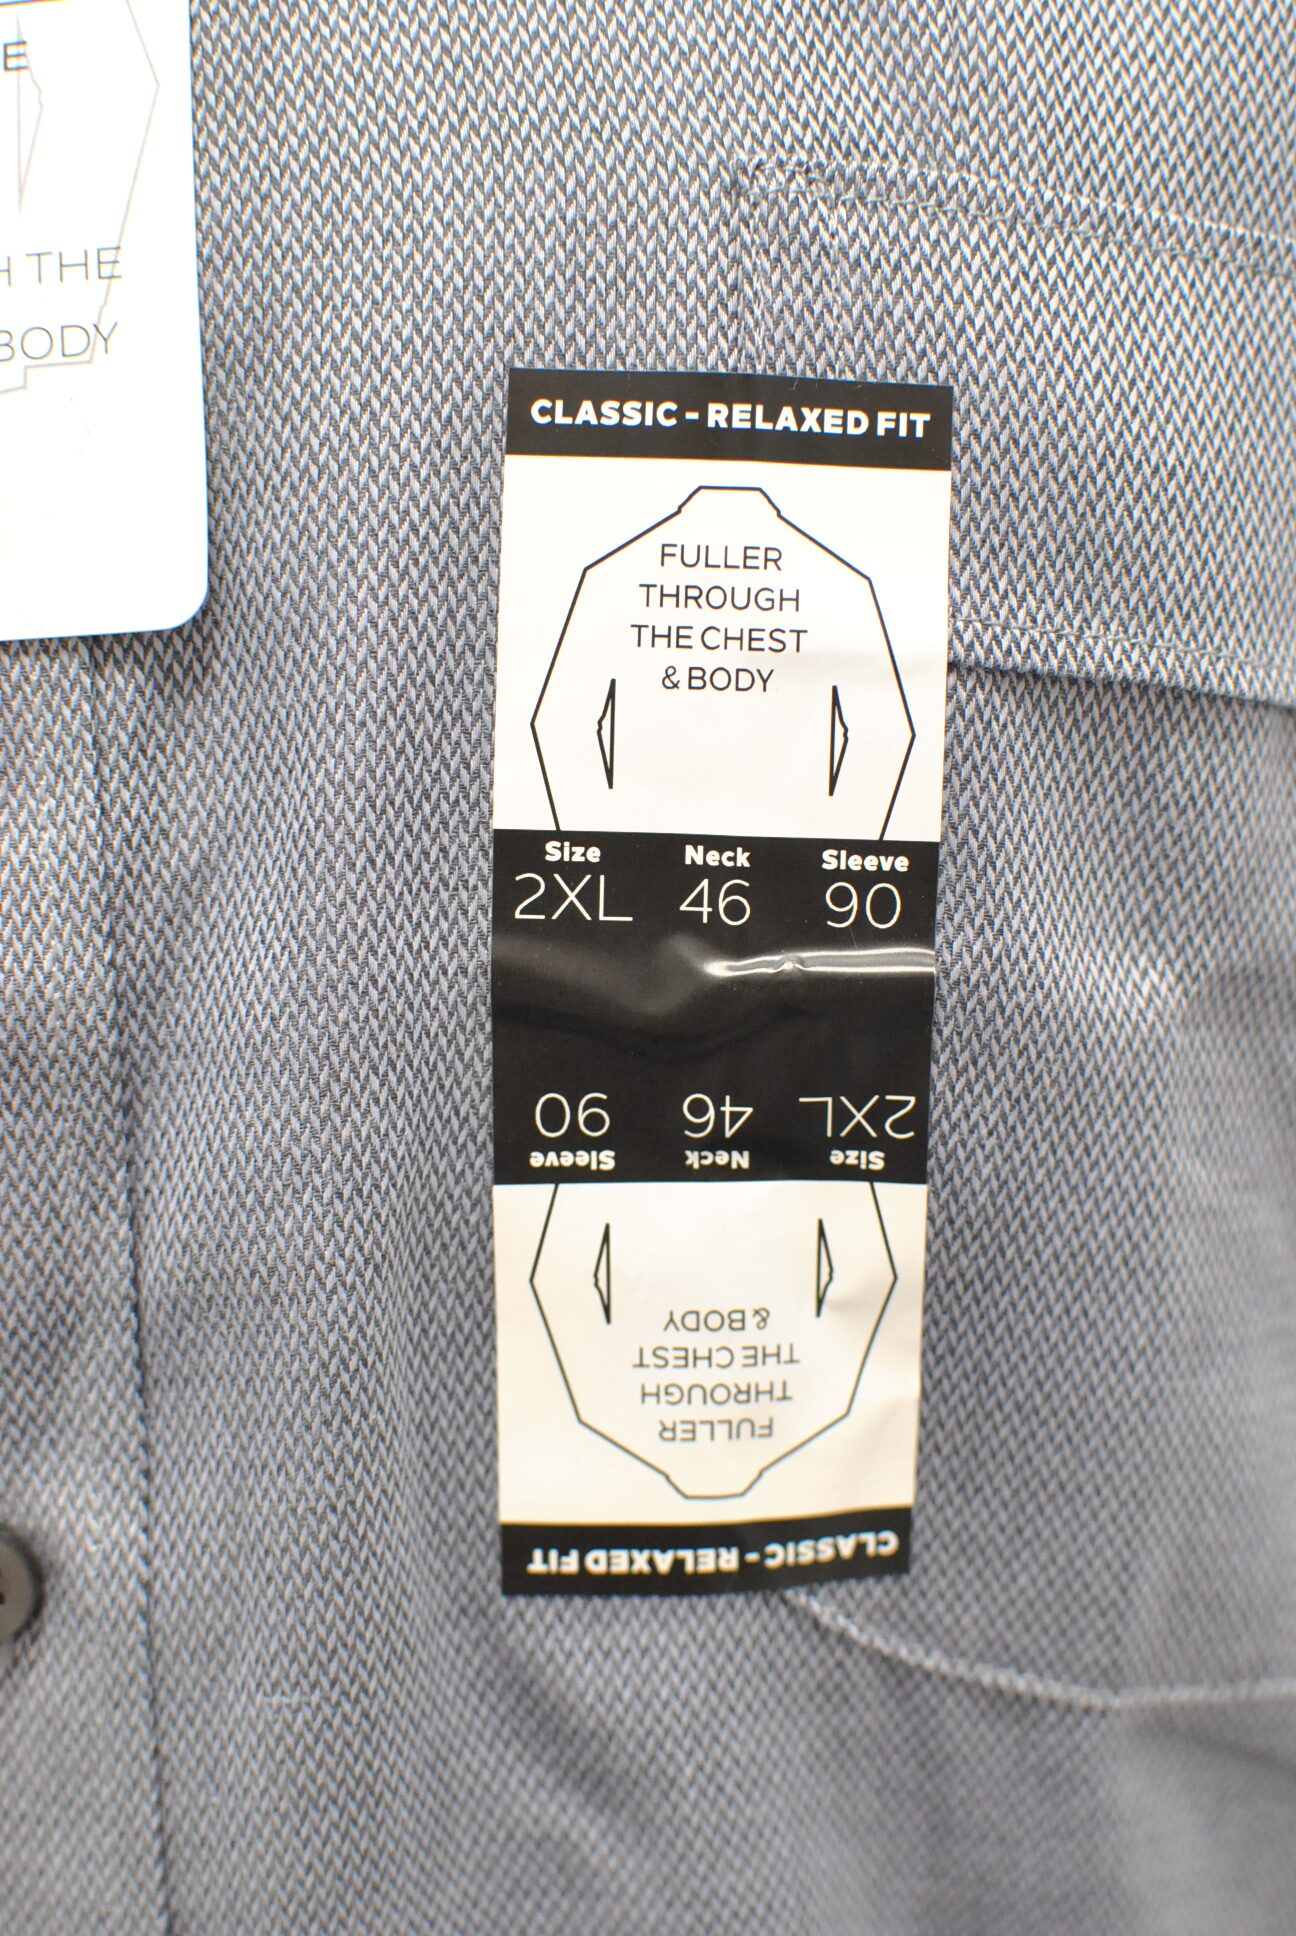 E
H THE
BODY
CLASSIC - RELAXED FIT
FULLER
THROUGH
THE CHEST
& BODY
Size Neck Sleeve
2XL 46 90
Size Neck Sleeve
2XL 46 90
FULLER
THROUGH
THE CHEST
& BODY
CLASSIC - RELAXED FIT